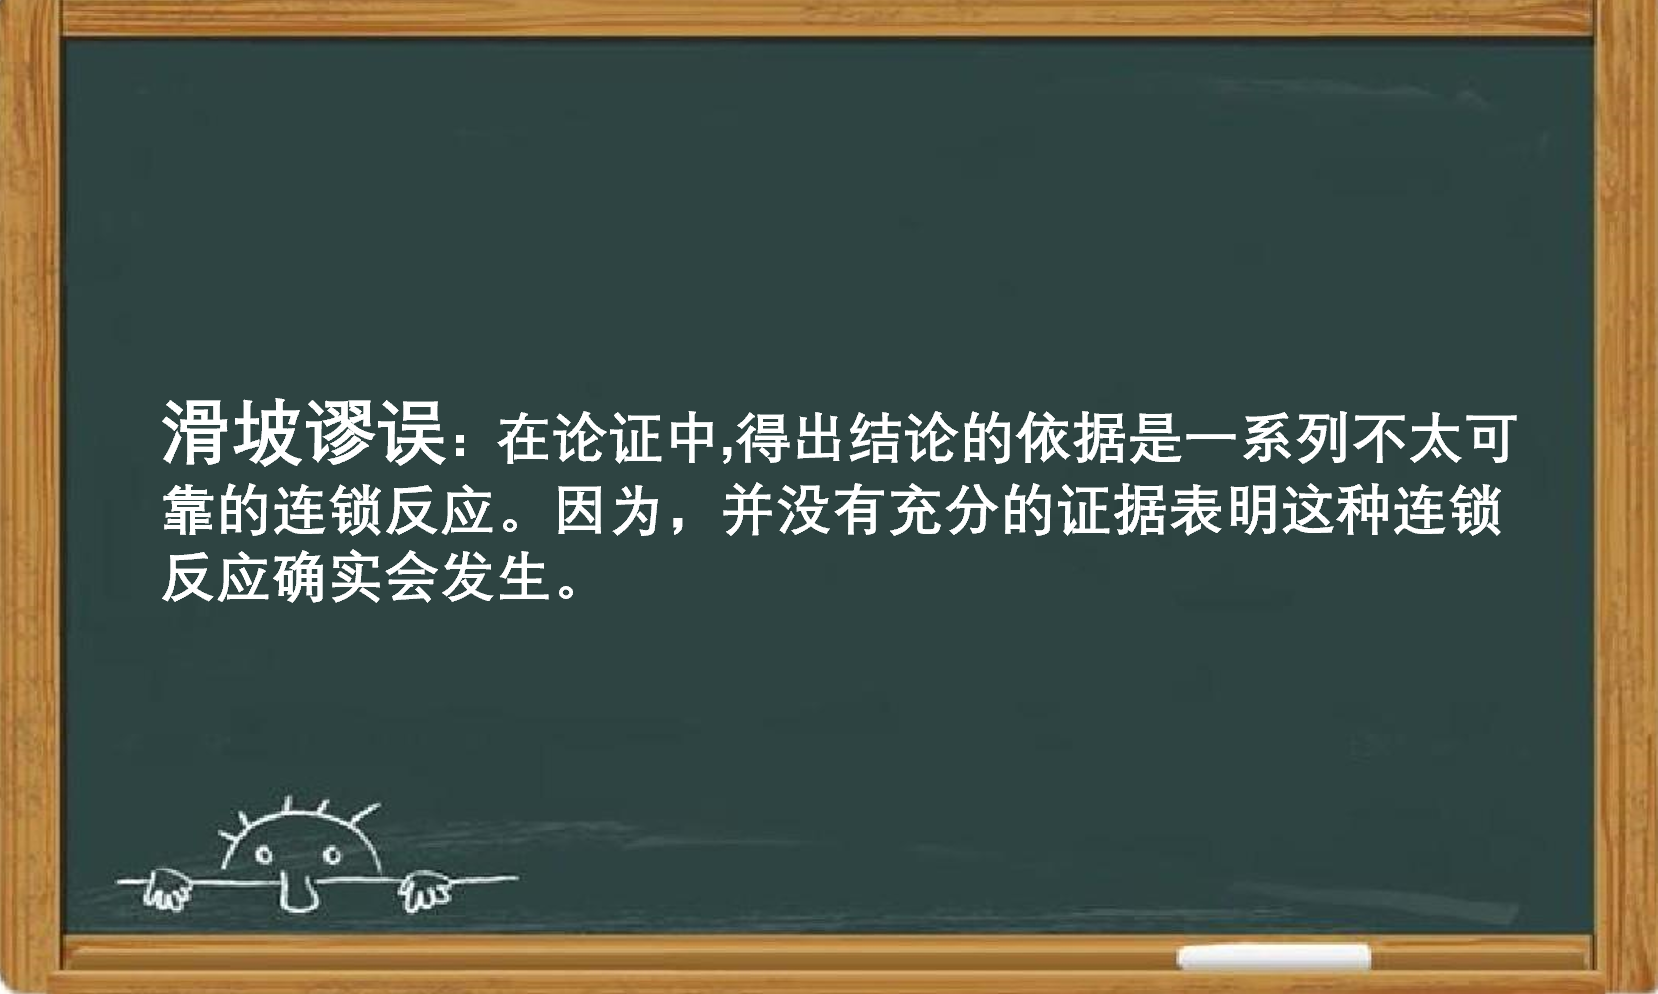 滑坡谬误：在论证中,得出结论的依据是一系列不太可
靠的连锁反应。因为，并没有充分的证据表明这种连锁
反应确实会发生。